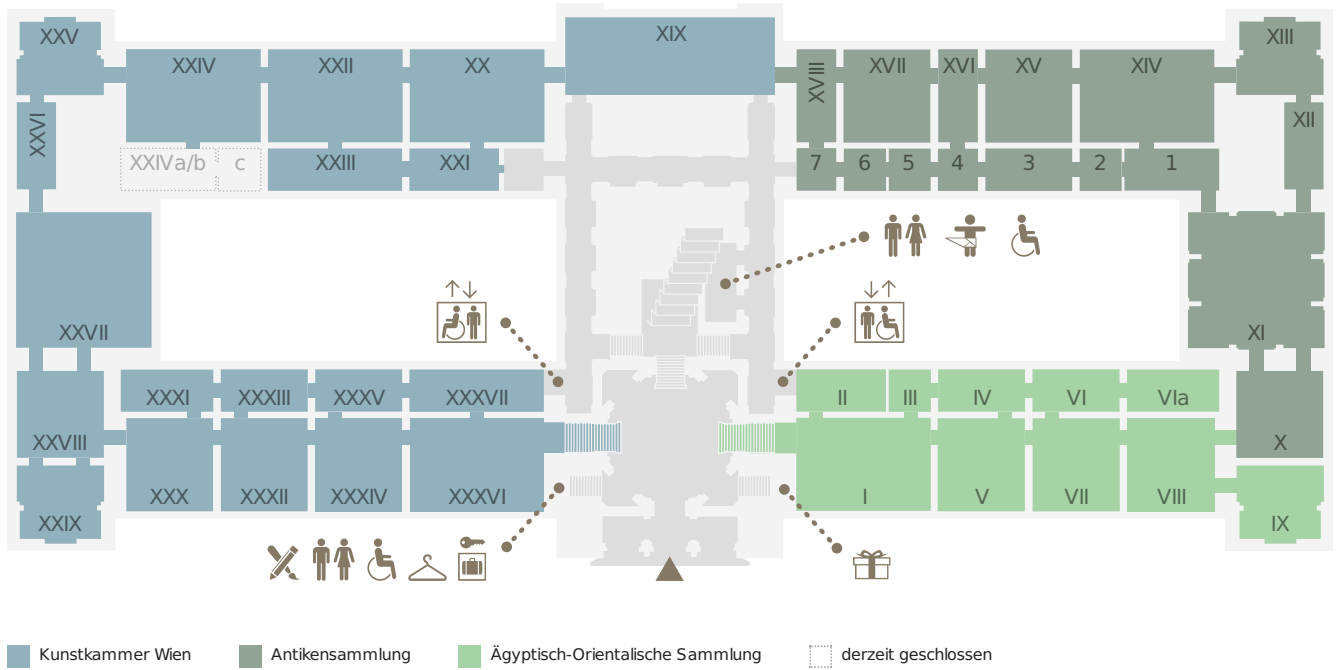 XXV
XXIV
XXII
XX
XIX
XVIII
XVII
XVI
XV
XIV
XIII
XXVI
XII
XXIVa/b
c
XXIII
XXI
7
6
5
4
3
2
1
XXVII
XI
XXXI
XXXIII
XXXV
XXXVII
II
III
IV
VI
VIa
XXVIII
X
XXX
XXXII
XXXIV
XXXVI
I
V
VII
VIII
XXIX
IX
Kunstkammer Wien
Antikensammlung
Ägyptisch-Orientalische Sammlung
derzeit geschlossen